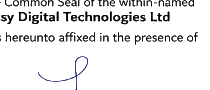 Common Seal of the within-named
sy Digital Technologies Ltd
hereunto affixed in the presence of